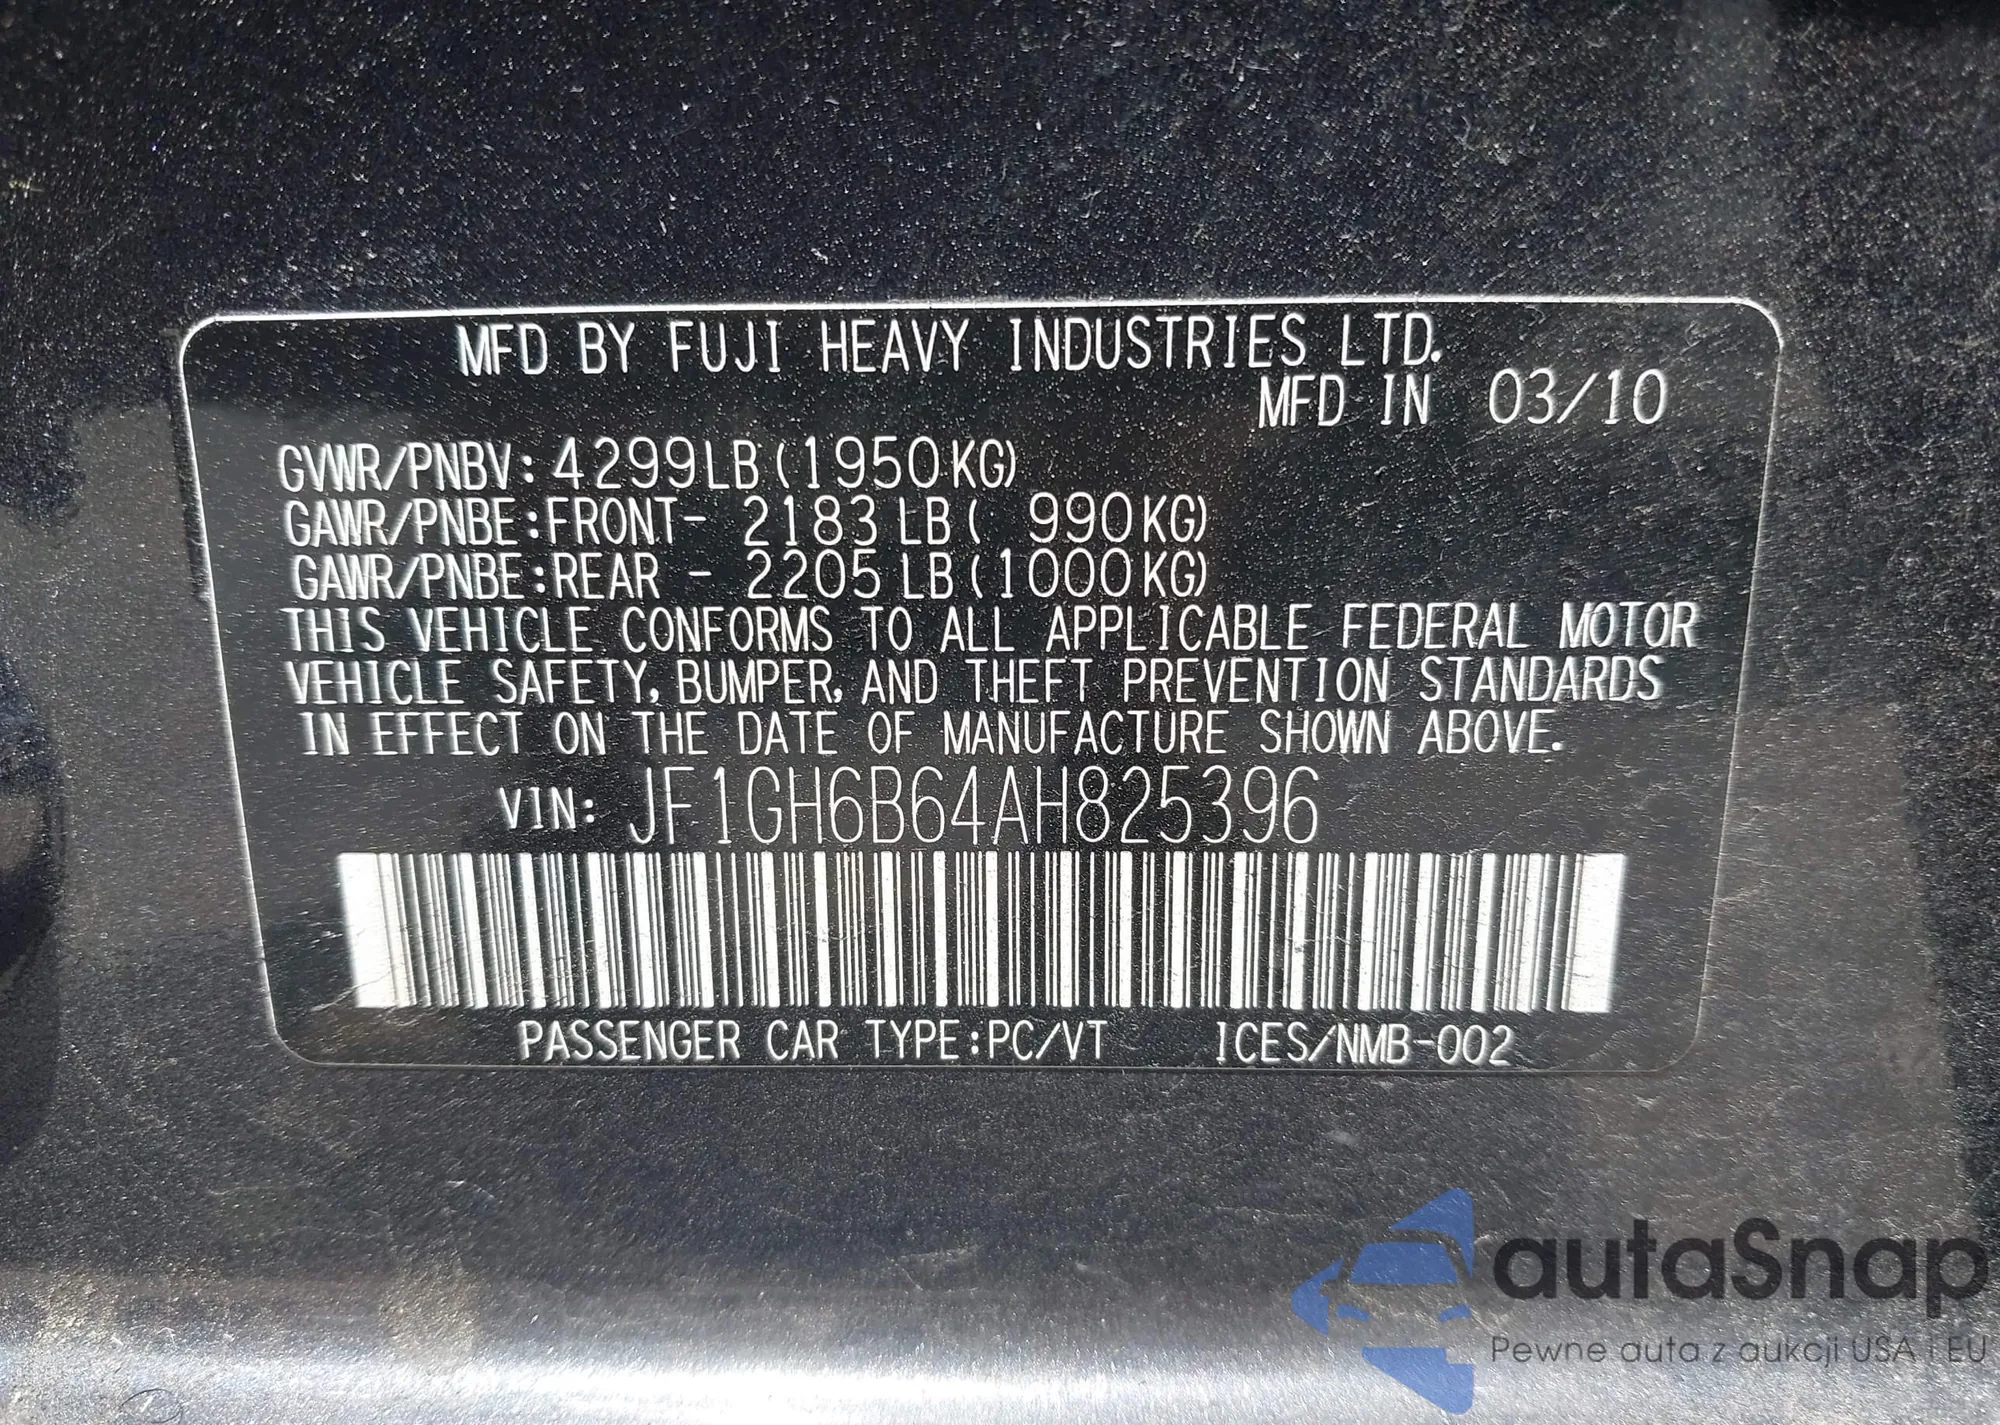 MFD BY FUJI HEAVY INDUSTRIES LTD.
MFD IN 03/10
GVWR/PNBV: 4299LB(1950KG)
GAWR/PNBE:FRONT- 2183 LB( 990KG)
GAWR/PNBE:REAR - 2205 LB(1000KG)
THIS VEHICLE CONFORMS TO ALL APPLICABLE FEDERAL MOTOR
VEHICLE SAFETY, BUMPER, AND THEFT PREVENTION STANDARDS
IN EFFECT ON THE DATE OF MANUFACTURE SHOWN ABOVE.
VIN: JF1GH6B64AH825396
PASSENGER CAR TYPE:PC/VT ICES/NMB-002
autaSnap
Pewne auta z aukcji USA i EU